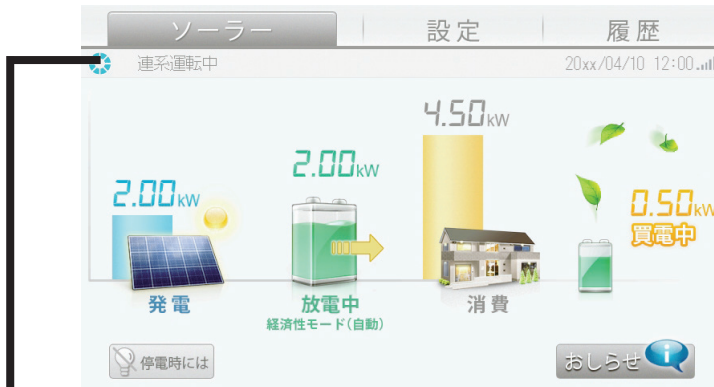 ソーラー 設定 履歴
連系運転中 20xx/04/10 12:00
4.50kW
2.00kW
2.00kW
0.50kW
買電中
発電 放電中 消費
経済性モード(自動)
停電時には おしらせ